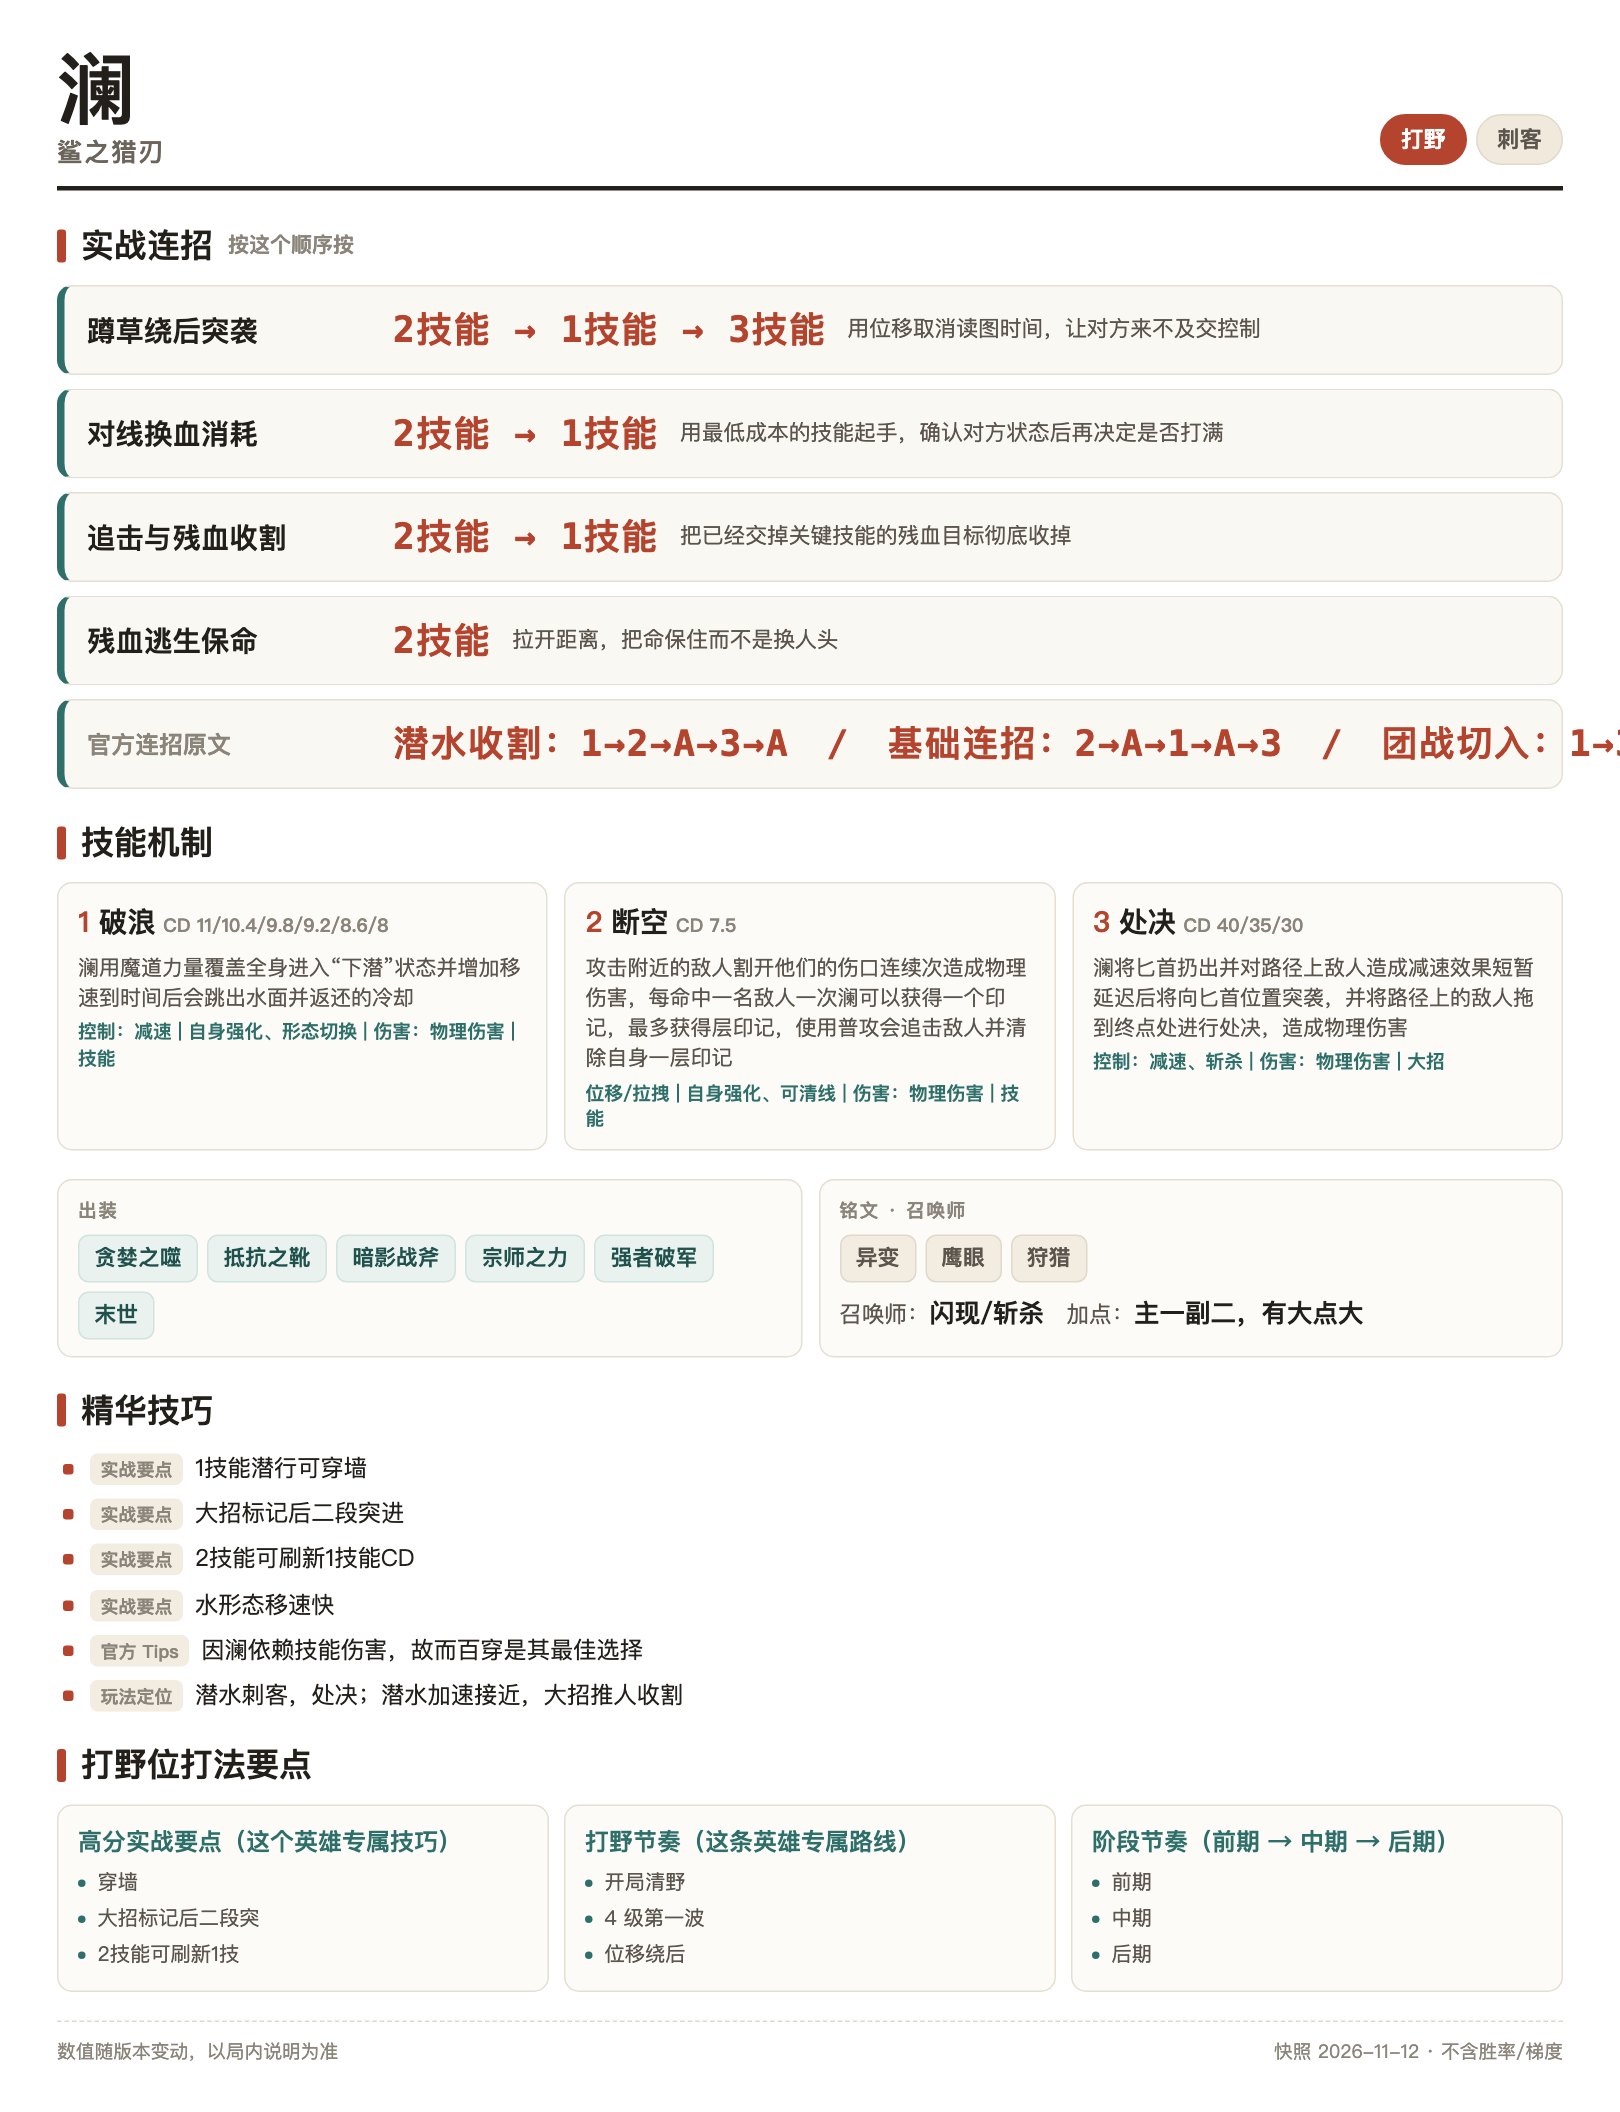 澜
鲨之猎刃
打野 刺客
实战连招 按这个顺序按
蹲草绕后突袭 2技能 → 1技能 → 3技能 用位移取消读图时间，让对方来不及交控制
对线换血消耗 2技能 → 1技能 用最低成本的技能起手，确认对方状态后再决定是否打满
追击与残血收割 2技能 → 1技能 把已经交掉关键技能的残血目标彻底收掉
残血逃生保命 2技能 拉开距离，把命保住而不是换人头
官方连招原文 潜水收割：1→2→A→3→A / 基础连招：2→A→1→A→3 / 团战切入：1→
技能机制
1 破浪 CD 11/10.4/9.8/9.2/8.6/8
澜用魔道力量覆盖全身进入“下潜”状态并增加移
速到时间后会跳出水面并返还的冷却
控制：减速 | 自身强化、形态切换 | 伤害：物理伤害 |
技能
2 断空 CD 7.5
攻击附近的敌人割开他们的伤口连续次造成物理
伤害，每命中一名敌人一次澜可以获得一个印
记，最多获得层印记，使用普攻会追击敌人并清
除自身一层印记
位移/拉拽 | 自身强化、可清线 | 伤害：物理伤害 | 技
能
3 处决 CD 40/35/30
澜将匕首扔出并对路径上敌人造成减速效果短暂
延迟后将向匕首位置突袭，并将路径上的敌人拖
到终点处进行处决，造成物理伤害
控制：减速、斩杀 | 伤害：物理伤害 | 大招
出装
贪婪之噬 抵抗之靴 暗影战斧 宗师之力 强者破军
末世
铭文 · 召唤师
异变 鹰眼 狩猎
召唤师：闪现/斩杀 加点：主一副二，有大点大
精华技巧
实战要点 1技能潜行可穿墙
实战要点 大招标记后二段突进
实战要点 2技能可刷新1技能CD
实战要点 水形态移速快
官方 Tips 因澜依赖技能伤害，故而百穿是其最佳选择
玩法定位 潜水刺客，处决；潜水加速接近，大招推人收割
打野位打法要点
高分实战要点（这个英雄专属技巧）
穿墙
大招标记后二段突
2技能可刷新1技
打野节奏（这条英雄专属路线）
开局清野
4 级第一波
位移绕后
阶段节奏（前期 → 中期 → 后期）
前期
中期
后期
数值随版本变动，以局内说明为准
快照 2026-11-12 · 不含胜率/梯度